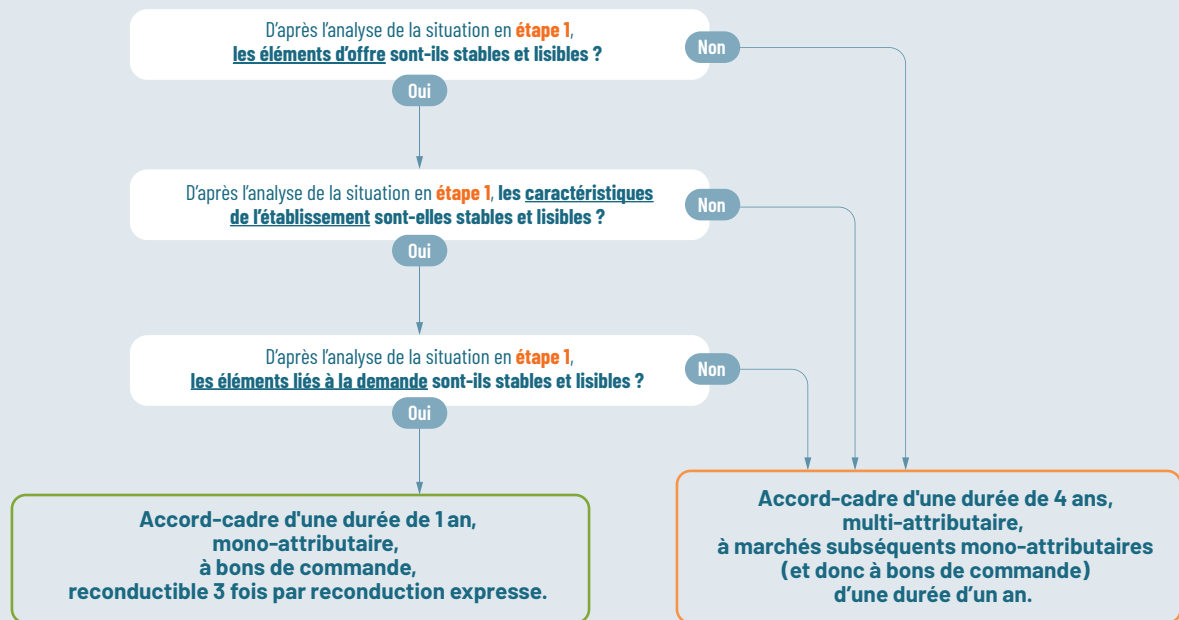 D'après l'analyse de la situation en étape 1,
les éléments d'offre sont-ils stables et lisibles ?
Non
Oui
D'après l'analyse de la situation en étape 1, les caractéristiques
de l'établissement sont-elles stables et lisibles ?
Non
Oui
D'après l'analyse de la situation en étape 1,
les éléments liés à la demande sont-ils stables et lisibles ?
Non
Oui
Accord-cadre d'une durée de 1 an,
mono-attributaire,
à bons de commande,
reconductible 3 fois par reconduction expresse.
Accord-cadre d'une durée de 4 ans,
multi-attributaire,
à marchés subséquents mono-attributaires
(et donc à bons de commande)
d'une durée d'un an.